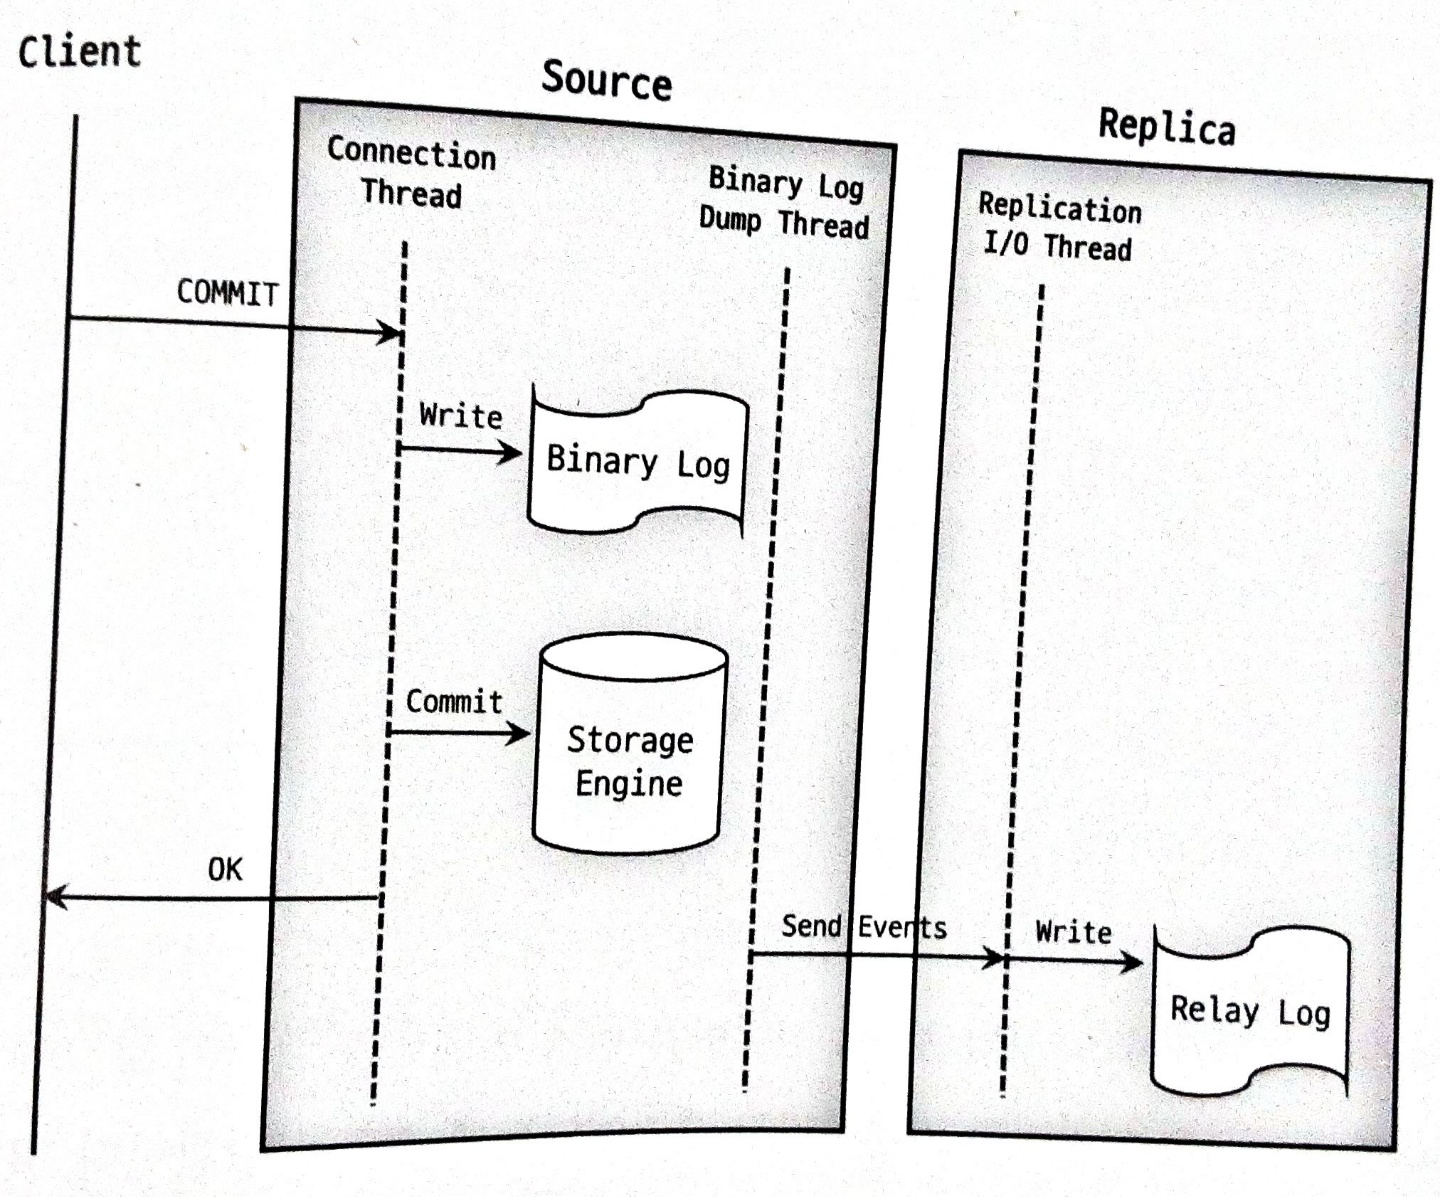 Client
Source
Replica
Connection
Thread
Binary Log
Dump Thread
Replication
I/O Thread
COMMIT
Write
Binary Log
Commit
Storage
Engine
OK
Send Events
Write
Relay Log